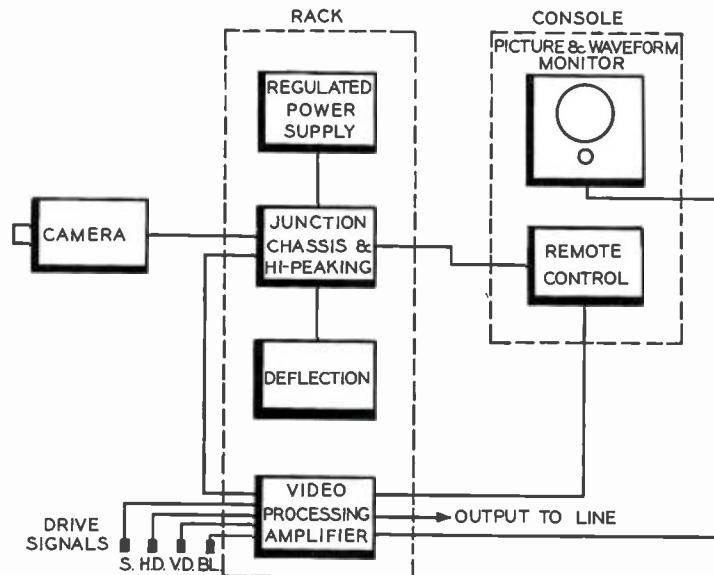 RACK
CONSOLE
PICTURE & WAVEFORM
MONITOR
REGULATED
POWER
SUPPLY
CAMERA
JUNCTION
CHASSIS &
HI-PEAKING
REMOTE
CONTROL
DEFLECTION
VIDEO
PROCESSING
AMPLIFIER
OUTPUT TO LINE
DRIVE
SIGNALS
S. H.D. V.D. BL.